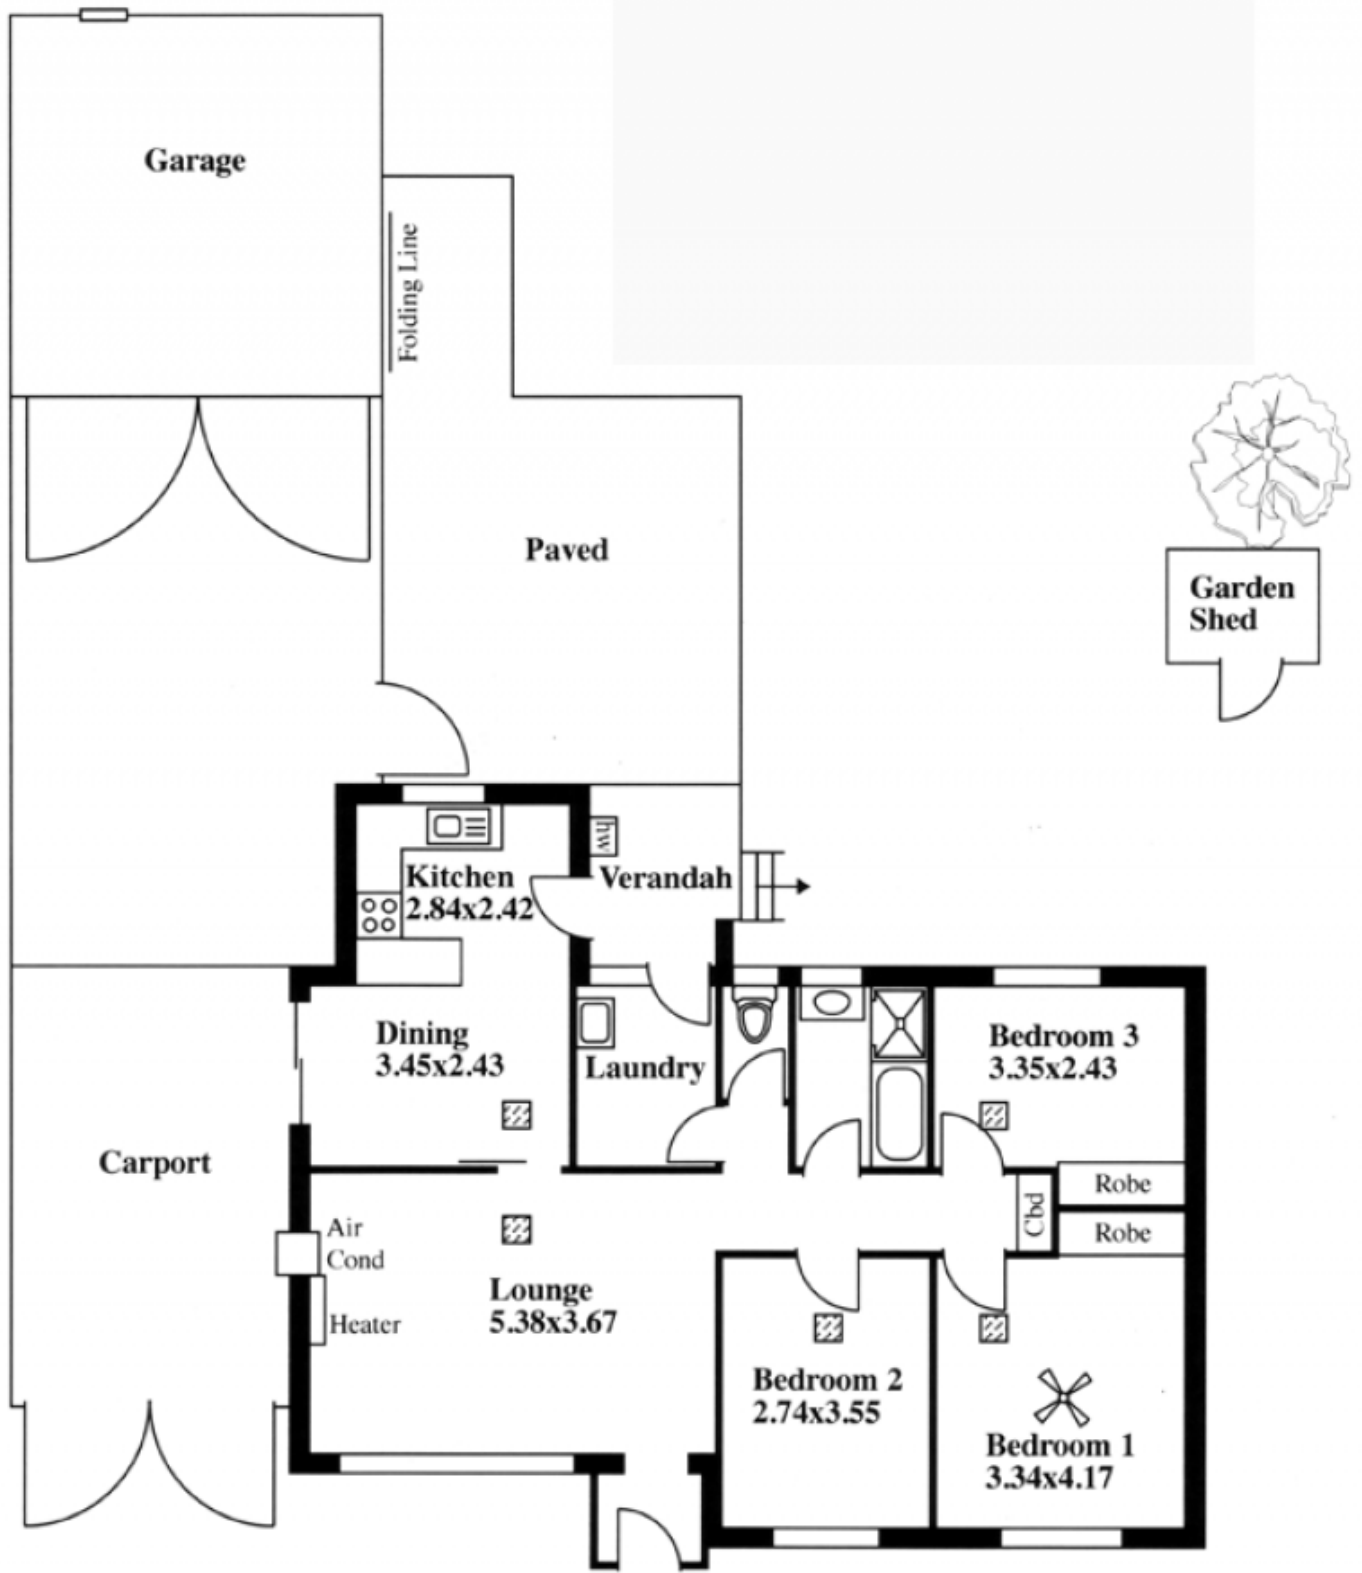 Garage
Folding Line
Paved
Garden
Shed
hw
Kitchen
2.84x2.42
Verandah
Dining
3.45x2.43
Laundry
Bedroom 3
3.35x2.43
Carport
Robe
Cbd
Robe
Air
Cond
Heater
Lounge
5.38x3.67
Bedroom 2
2.74x3.55
Bedroom 1
3.34x4.17